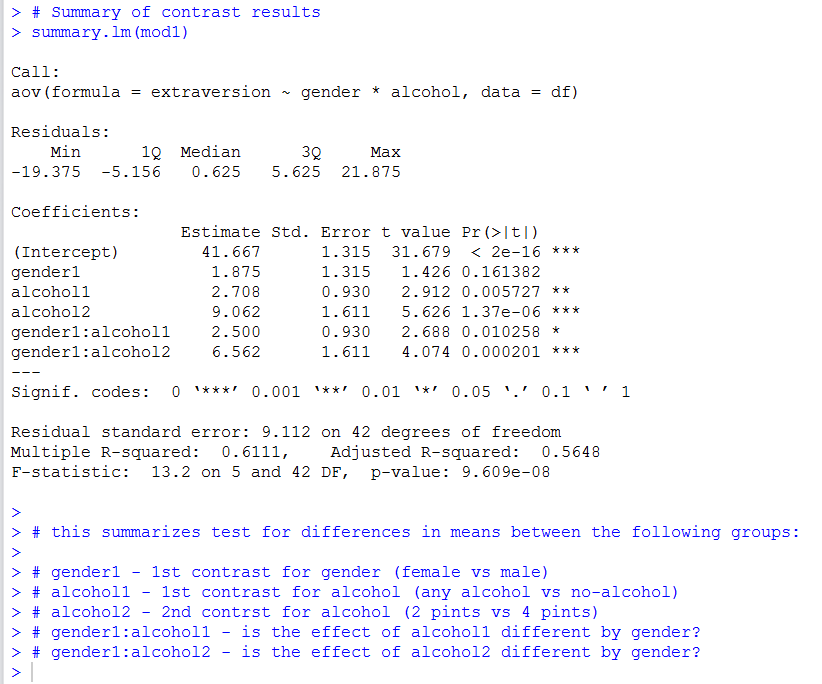 > # Summary of contrast results
> summary.lm(mod1)
Call:
aov(formula = extraversion ~ gender * alcohol, data = df)
Residuals:
    Min      1Q  Median      3Q     Max
-19.375  -5.156   0.625   5.625  21.875
Coefficients:
                 Estimate Std. Error t value Pr(>|t|)
(Intercept)        41.667      1.315  31.679  < 2e-16 ***
gender1             1.875      1.315   1.426 0.161382
alcohol1            2.708      0.930   2.912 0.005727 **
alcohol2            9.062      1.611   5.626 1.37e-06 ***
gender1:alcohol1    2.500      0.930   2.688 0.010258 *
gender1:alcohol2    6.562      1.611   4.074 0.000201 ***
---
Signif. codes:  0 ‘***’ 0.001 ‘**’ 0.01 ‘*’ 0.05 ‘.’ 0.1 ‘ ’ 1
Residual standard error: 9.112 on 42 degrees of freedom
Multiple R-squared:  0.6111,    Adjusted R-squared:  0.5648
F-statistic:  13.2 on 5 and 42 DF,  p-value: 9.609e-08
>
> # this summarizes test for differences in means between the following groups:
>
> # gender1 - 1st contrast for gender (female vs male)
> # alcohol1 - 1st contrast for alcohol (any alcohol vs no-alcohol)
> # alcohol2 - 2nd contrst for alcohol (2 pints vs 4 pints)
> # gender1:alcohol1 - is the effect of alcohol1 different by gender?
> # gender1:alcohol2 - is the effect of alcohol2 different by gender?
>